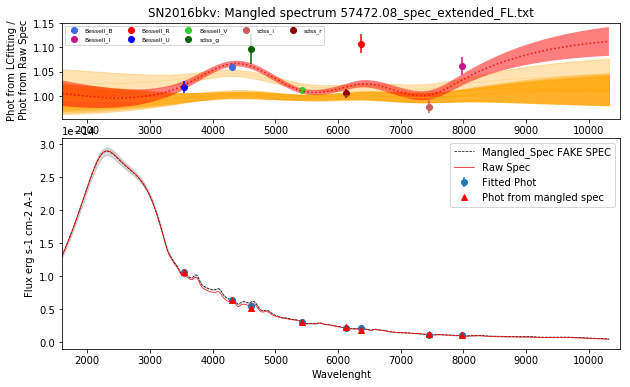 SN2016bkv: Mangled spectrum 57472.08_spec_extended_FL.txt
Phot from LCfitting /
Phot from Raw Spec
1.15
1.10
1.05
1.00
Bessell_B
Bessell_R
Bessell_V
sdss_i
sdss_r
Bessell_I
Bessell_U
sdss_g
2000
3000
4000
5000
6000
7000
8000
9000
10000
1e−14
Flux erg s-1 cm-2 A-1
3.0
2.5
2.0
1.5
1.0
0.5
0.0
Mangled_Spec FAKE SPEC
Raw Spec
Fitted Phot
Phot from mangled spec
2000
3000
4000
5000
6000
7000
8000
9000
10000
Wavelenght